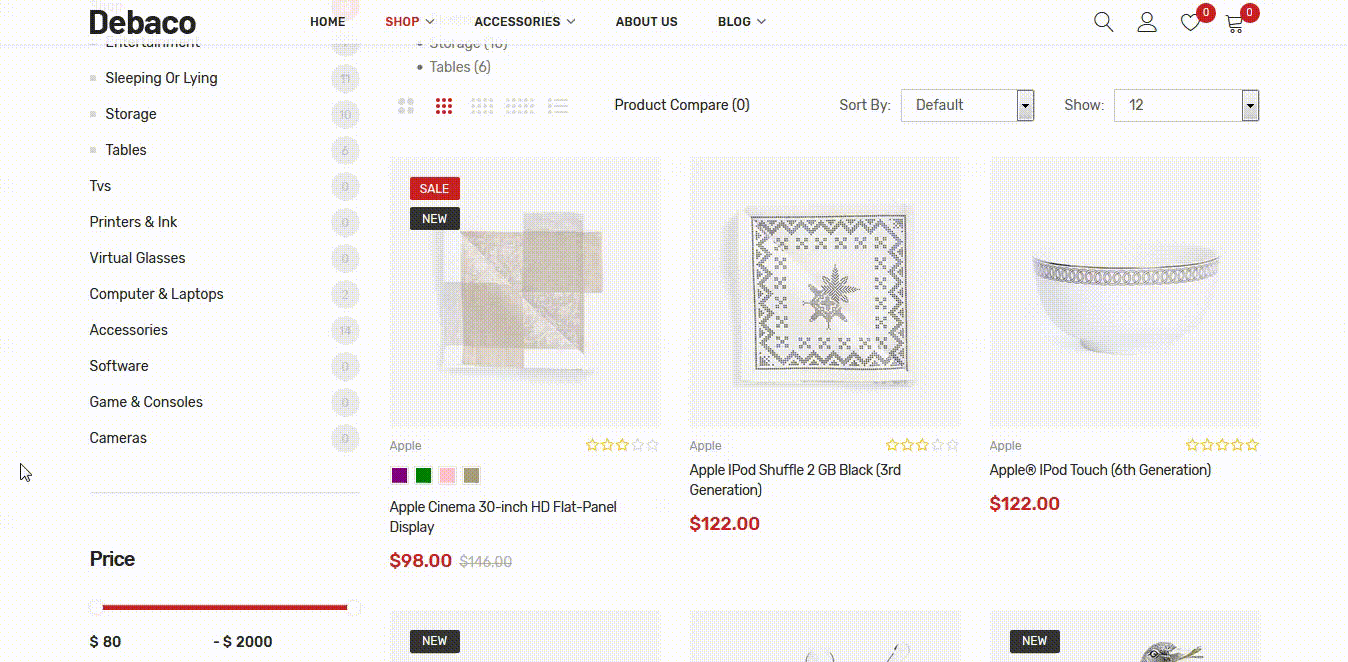 Debaco
HOME
SHOP
ACCESSORIES
ABOUT US
BLOG
0
0
Entertainment
Storage (10)
Sleeping Or Lying
11
Tables (6)
Storage
10
Product Compare (0)
Sort By:
Default
Show:
12
Tables
6
Tvs
0
Printers & Ink
0
Virtual Glasses
0
Computer & Laptops
2
Accessories
14
Software
0
Game & Consoles
0
Cameras
0
SALE
NEW
Apple
Apple Cinema 30-inch HD Flat-Panel
Display
$98.00 $146.00
Apple
Apple IPod Shuffle 2 GB Black (3rd
Generation)
$122.00
Apple
Apple® IPod Touch (6th Generation)
$122.00
Price
$ 80
- $ 2000
NEW
NEW